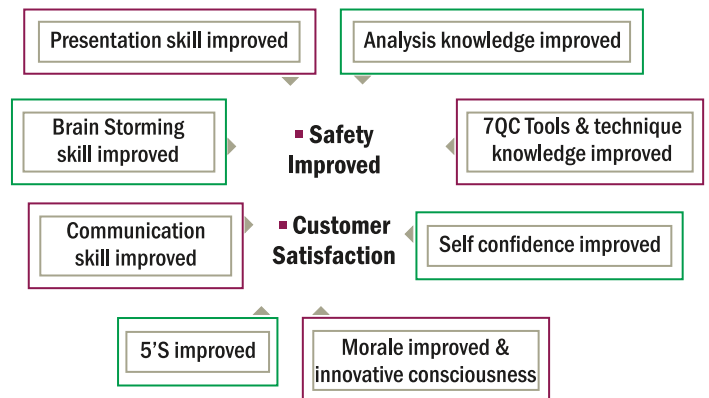 Presentation skill improved
Analysis knowledge improved
Brain Storming
skill improved
▪ Safety
Improved
7QC Tools & technique
knowledge improved
Communication
skill improved
▪ Customer
Satisfaction
Self confidence improved
5'S improved
Morale improved &
innovative consciousness